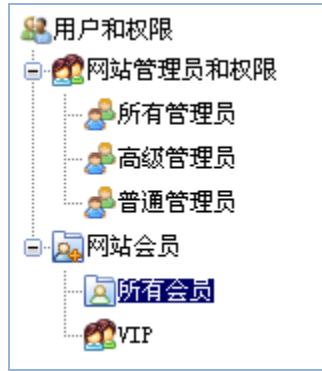 用户和权限
网站管理员和权限
所有管理员
高级管理员
普通管理员
网站会员
所有会员
VIP